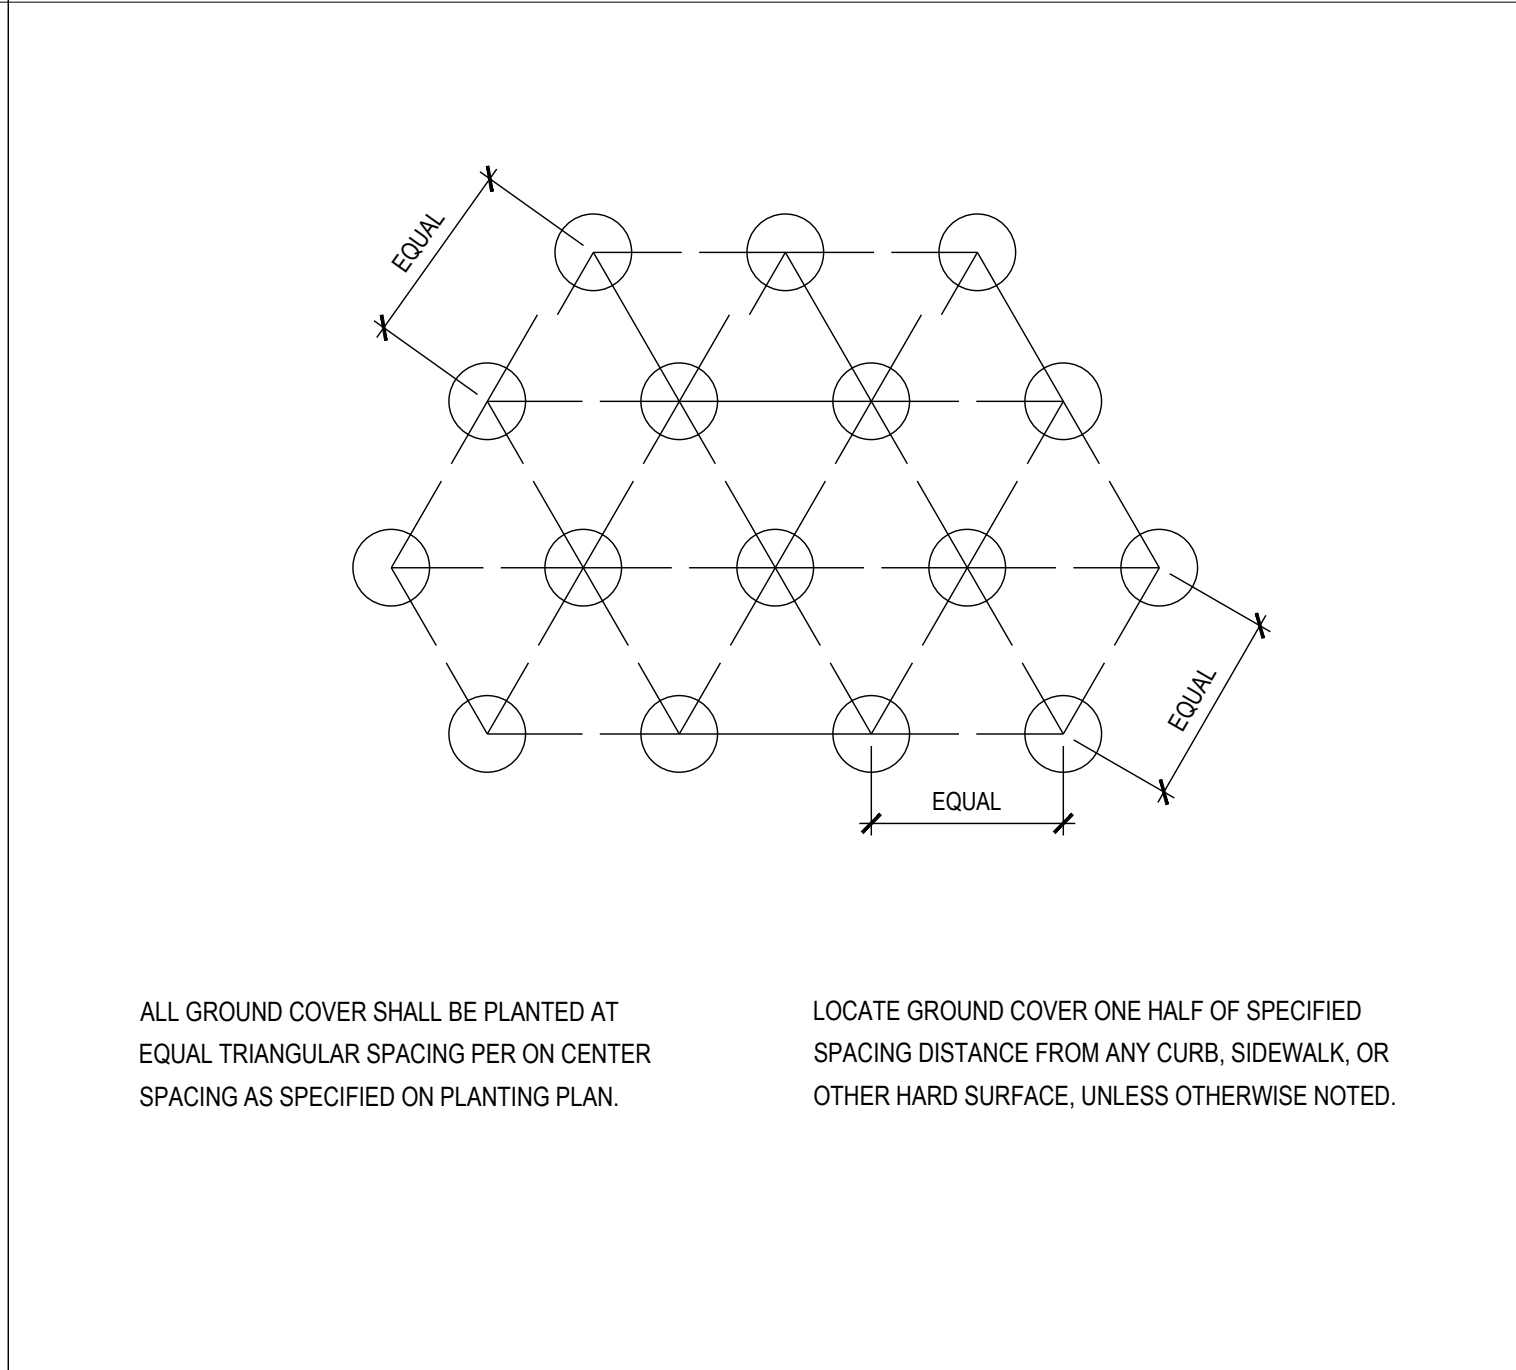 EQUAL
EQUAL
EQUAL
ALL GROUND COVER SHALL BE PLANTED AT
EQUAL TRIANGULAR SPACING PER ON CENTER
SPACING AS SPECIFIED ON PLANTING PLAN.
LOCATE GROUND COVER ONE HALF OF SPECIFIED
SPACING DISTANCE FROM ANY CURB, SIDEWALK, OR
OTHER HARD SURFACE, UNLESS OTHERWISE NOTED.